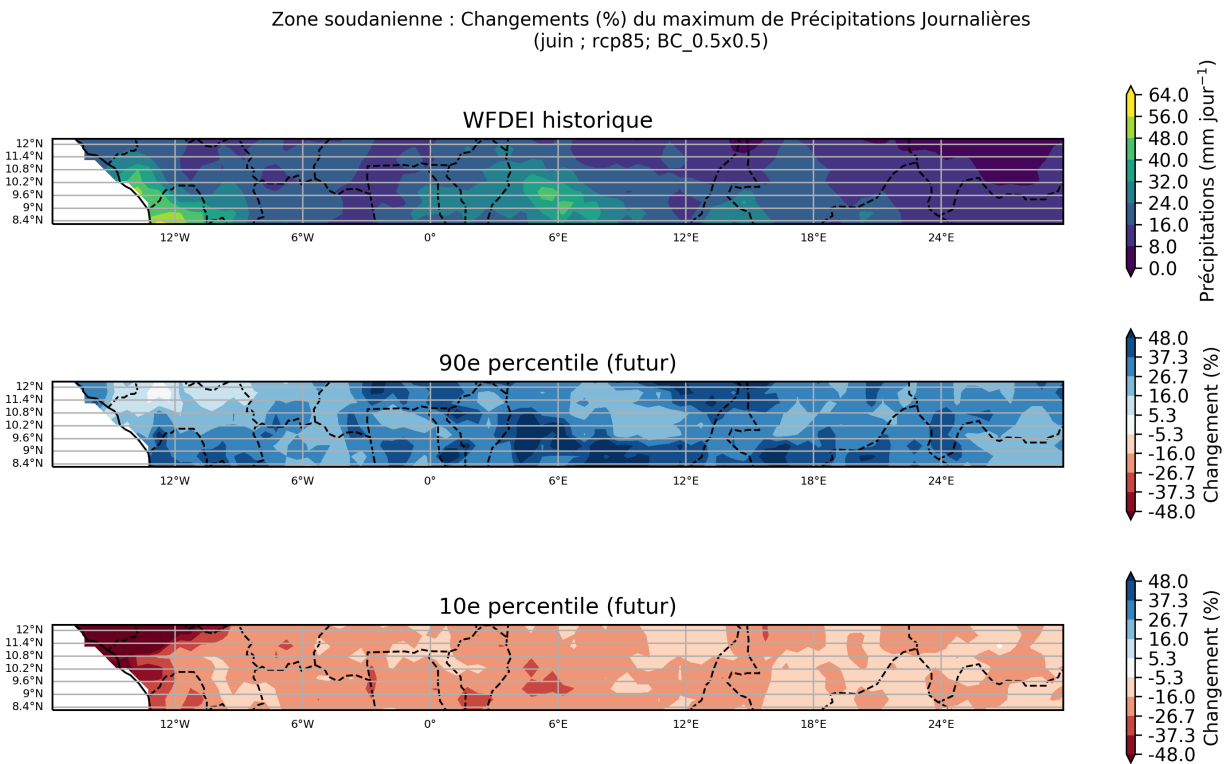 Zone soudanienne : Changements (%) du maximum de Précipitations Journalières
(juin ; rcp85; BC_0.5x0.5)
WFDEI historique
12°N
11.4°N
10.8°N
10.2°N
9.6°N
9°N
8.4°N
12°W 6°W 0° 6°E 12°E 18°E 24°E
64.0
56.0
48.0
40.0
32.0
24.0
16.0
8.0
0.0
Précipitations (mm jour⁻¹)
90e percentile (futur)
12°N
11.4°N
10.8°N
10.2°N
9.6°N
9°N
8.4°N
12°W 6°W 0° 6°E 12°E 18°E 24°E
48.0
37.3
26.7
16.0
5.3
-5.3
-16.0
-26.7
-37.3
-48.0
Changement (%)
10e percentile (futur)
12°N
11.4°N
10.8°N
10.2°N
9.6°N
9°N
8.4°N
12°W 6°W 0° 6°E 12°E 18°E 24°E
48.0
37.3
26.7
16.0
5.3
-5.3
-16.0
-26.7
-37.3
-48.0
Changement (%)